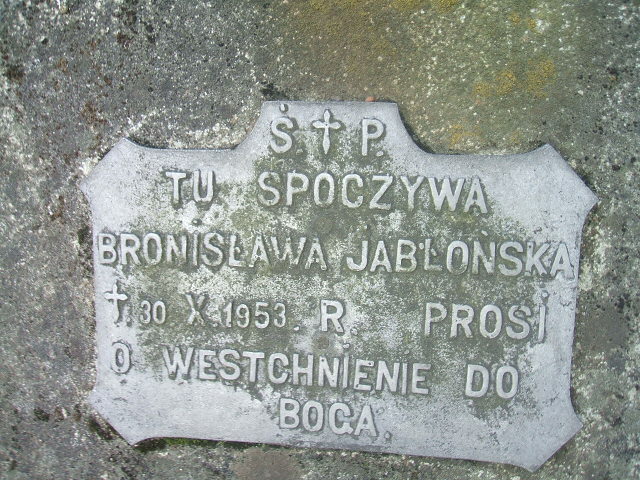 Ś. † P.
TU SPOCZYWA
BRONISŁAWA JABŁOŃSKA
†. 30 X. 1953. R. PROSI
O WESTCHNIENIE DO
BOGA.